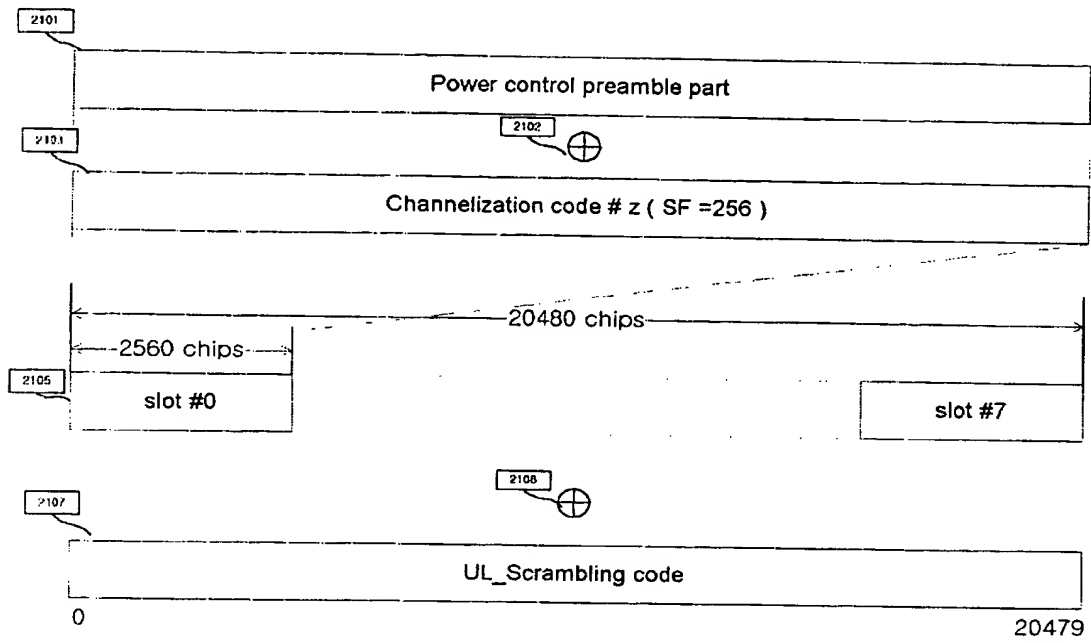 2101
Power control preamble part
2102
2103
Channelization code # z ( SF =256 )
20480 chips
2560 chips
2105
slot #0
slot #7
2108
2107
UL_Scrambling code
0
20479